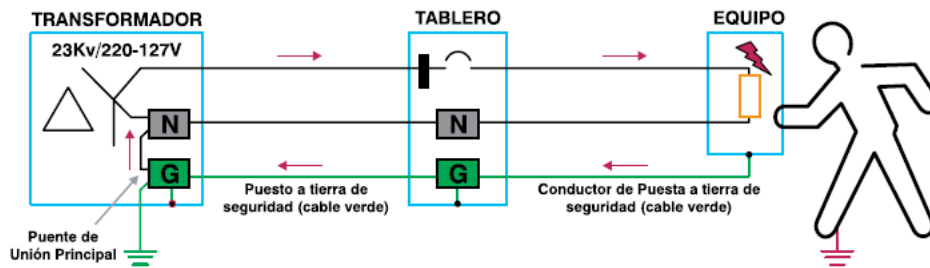 TRANSFORMADOR
TABLERO
EQUIPO
23Kv/220-127V
N
N
G
G
Puesto a tierra de
seguridad (cable verde)
Conductor de Puesta a tierra de
seguridad (cable verde)
Puente de
Unión Principal